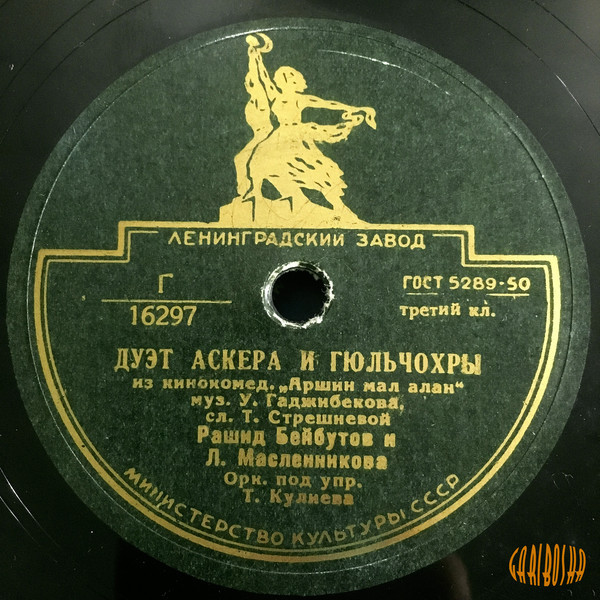 ЛЕНИНГРАДСКИЙ ЗАВОД
Г
16297
ГОСТ 5289-50
третий кл.
ДУЭТ АСКЕРА И ГЮЛЬЧОХРЫ
из кинокомед. „Аршин мал алан“
муз. У. Гаджибекова,
сл. Т. Стрешневой
Рашид Бейбутов и
Л. Масленникова
Орк. под упр.
Т. Кулиева
МИНИСТЕРСТВО КУЛЬТУРЫ СССР
GARIBOSHA